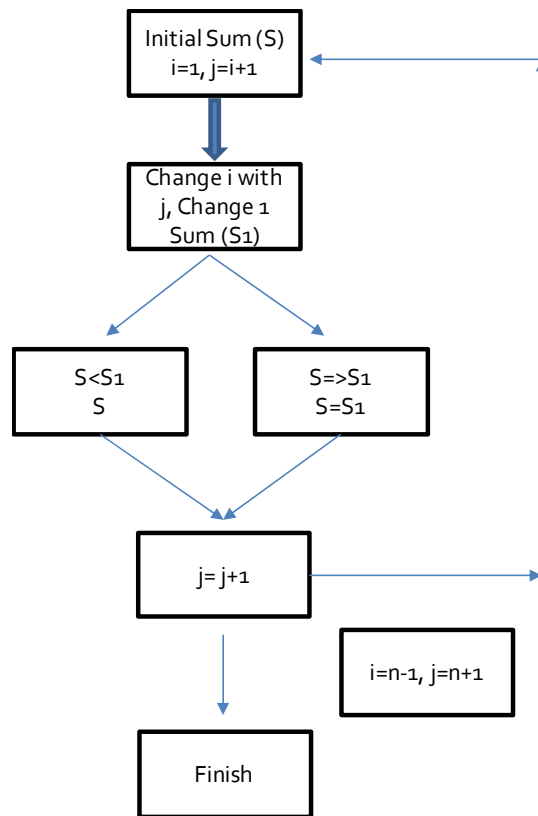 Initial Sum (S)
i=1, j=i+1
Change i with
j, Change 1
Sum (S1)
S<S1
S
S=>S1
S=S1
j= j+1
i=n-1, j=n+1
Finish